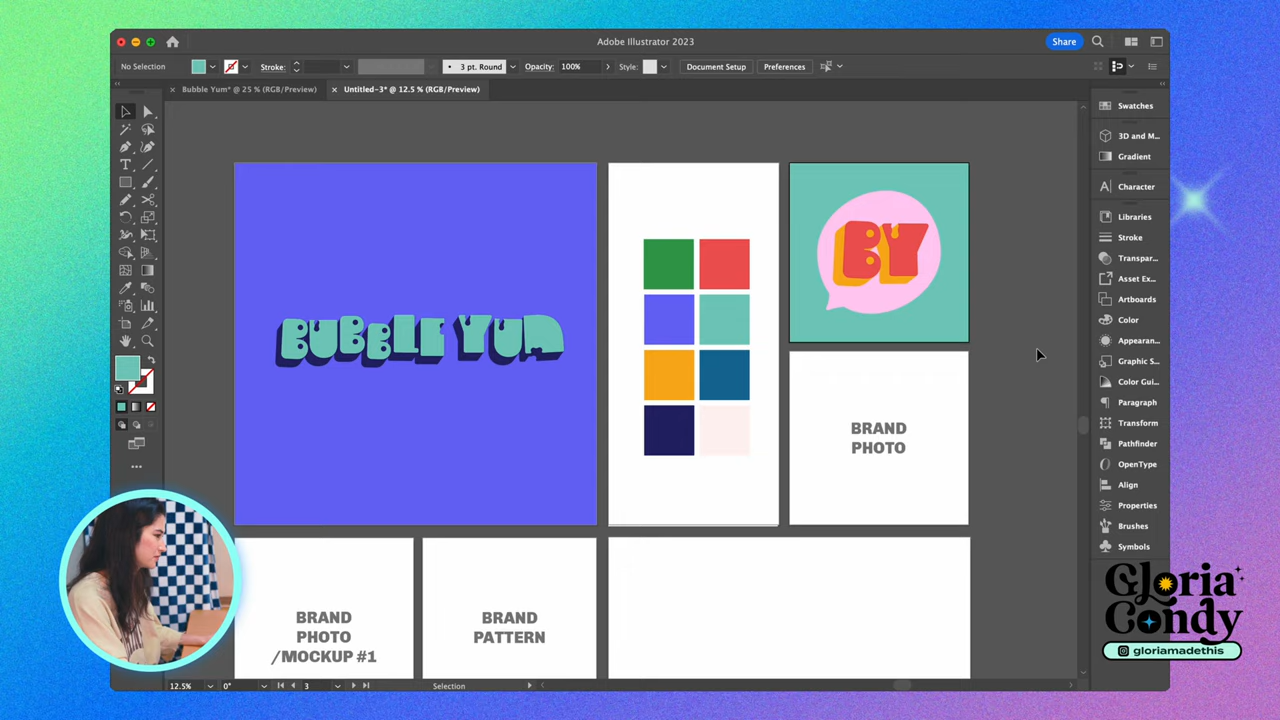 Adobe Illustrator 2023
Share
No Selection
Stroke:
3 pt. Round
Opacity:
100%
Style:
Document Setup
Preferences
Bubble Yum* @ 25 % (RGB/Preview)
Untitled-3* @ 12.5 % (RGB/Preview)
BUBBLE YUM
BY
BRAND
PHOTO
BRAND
PHOTO
/MOCKUP #1
BRAND
PATTERN
Swatches
3D and M...
Gradient
Character
Libraries
Stroke
Transpar...
Asset Ex...
Artboards
Color
Appearan...
Graphic S...
Color Gui...
Paragraph
Transform
Pathfinder
OpenType
Align
Properties
Brushes
Symbols
Gloria
Condy
gloriamadethis
12.5%
0°
3
Selection